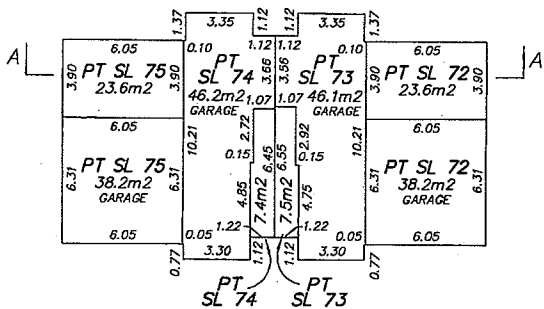 1.37 3.35 1.12 1.12 3.35 1.37
6.05 0.10 1.12 1.12 0.10 6.05
A A
PT SL 75
23.6m2
3.90 3.90
PT
SL 74
46.2m2
GARAGE
3.66 3.56
PT
SL 73
46.1m2
GARAGE
PT SL 72
23.6m2
3.90 3.90
1.07 1.07
6.05 6.05
PT SL 75
38.2m2
GARAGE
6.31 6.31
10.21 2.72 6.45 6.55 2.92 10.21
0.15 0.15
4.85 7.4m2 7.5m2 4.75
PT SL 72
38.2m2
GARAGE
6.31 6.31
6.05 0.05 1.22 1.22 0.05 6.05
0.77 3.30 1.12 1.12 3.30 0.77
PT
SL 74
PT
SL 73